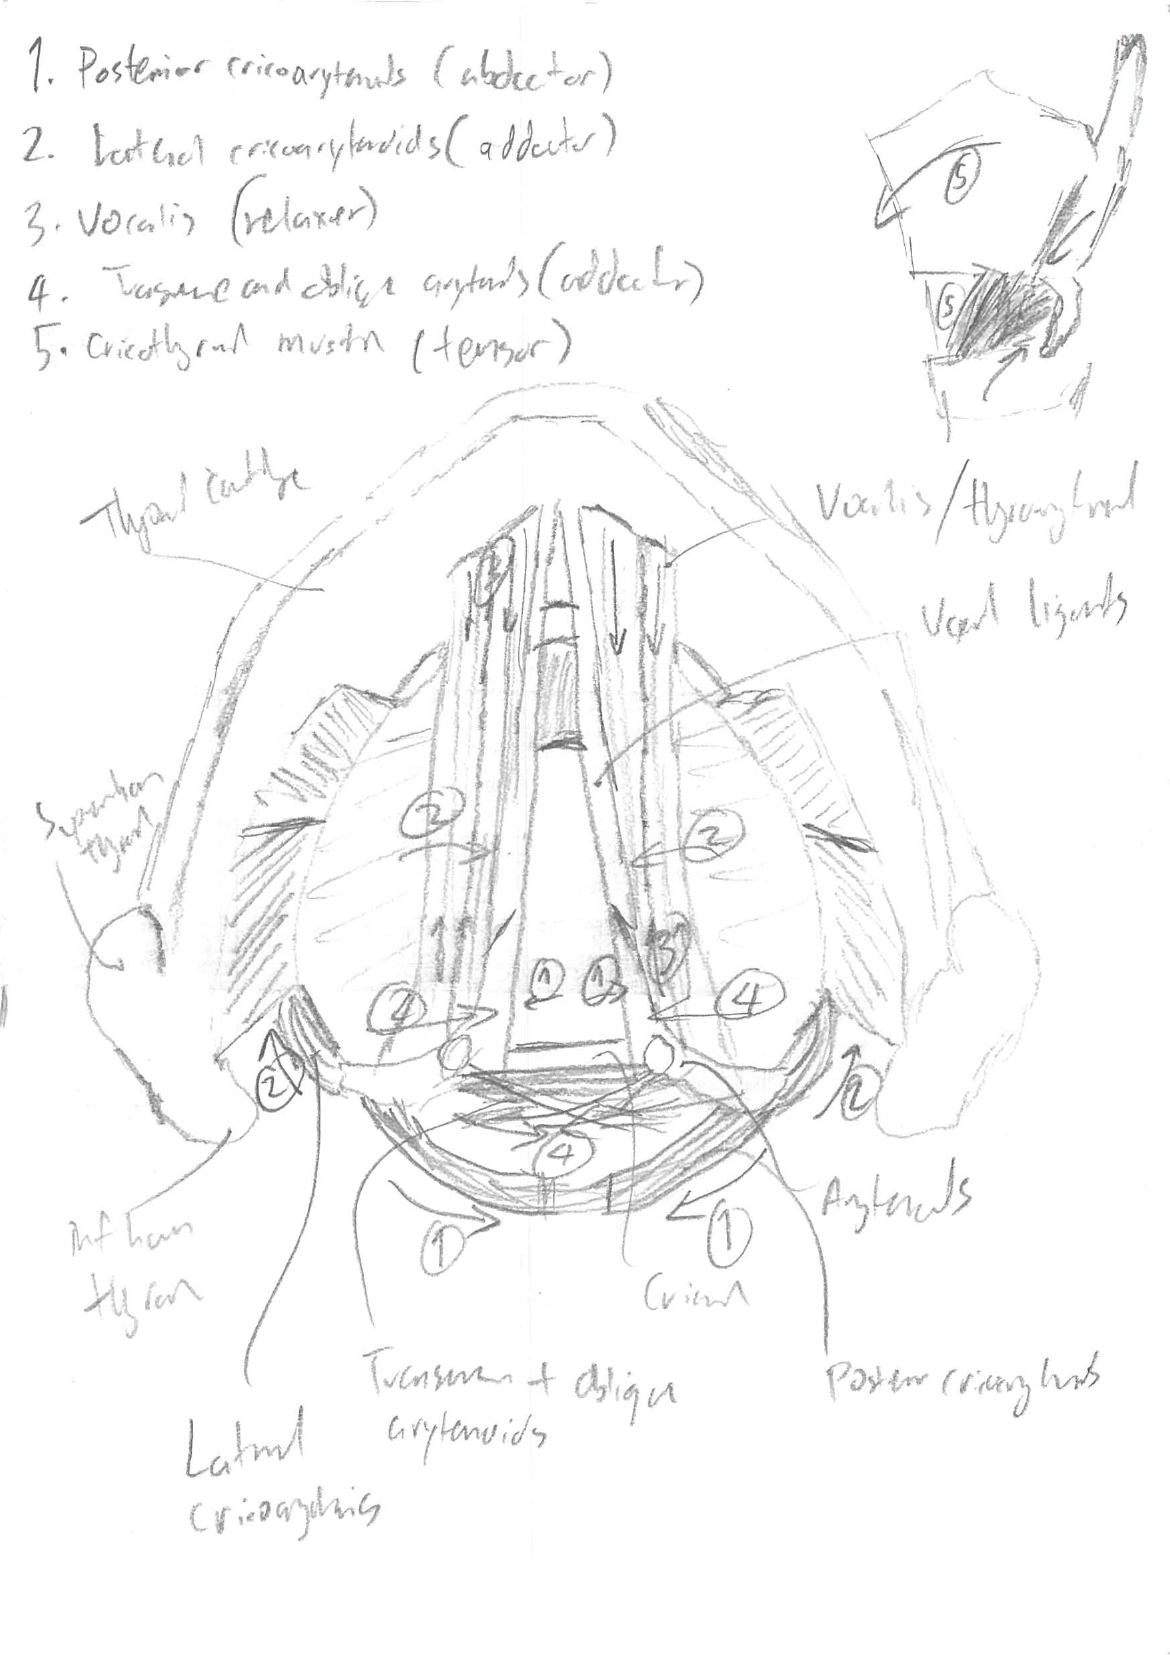 1. Posterior cricoarytenoids (abductor)
2. Lateral cricoarytenoids (adductor)
3. Vocalis (relaxer)
4. Transverse and oblique arytenoids (adductor)
5. Cricothyroid muscle (tensor)
5
5
Thyroid cartilage
Vocalis/thyroarytenoid
Vocal ligaments
3
2
2
Superior horn
thyroid
1
1
3
4
4
2
2
4
1
1
Arytenoids
Inf horn
thyroid
Cricoid
Transverse + oblique
arytenoids
Posterior cricoarytenoids
Lateral